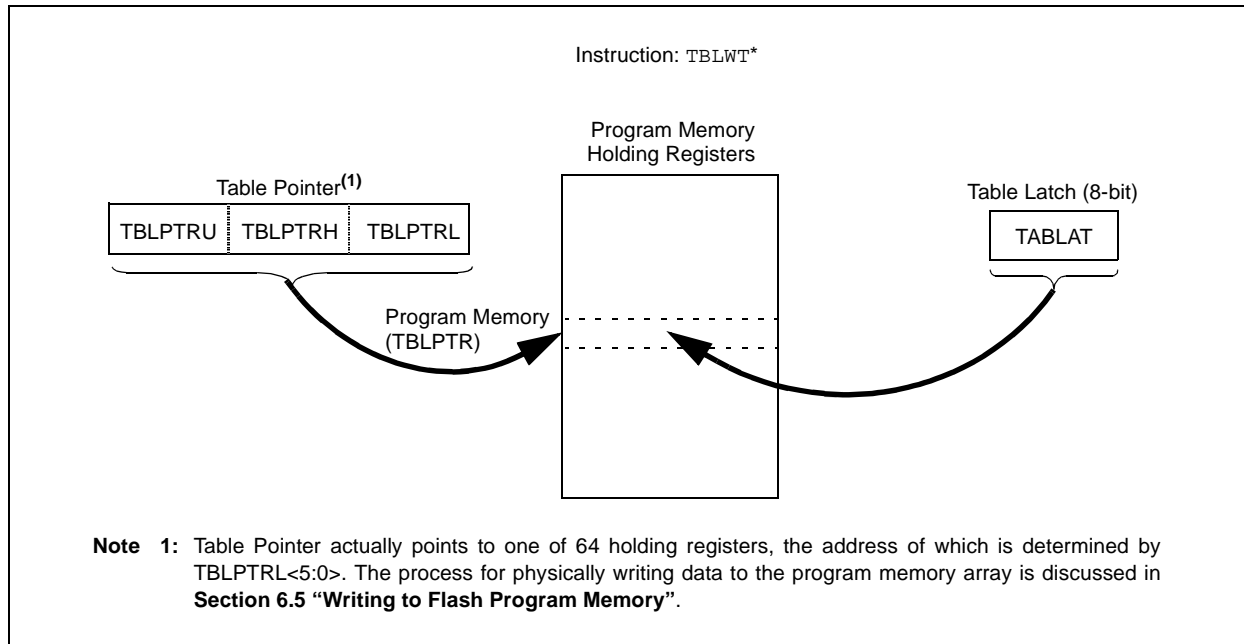 Instruction: TBLWT*
Program Memory
Holding Registers
Table Pointer(1)
Table Latch (8-bit)
TBLPTRU TBLPTRH TBLPTRL
TABLAT
Program Memory
(TBLPTR)
Note 1: Table Pointer actually points to one of 64 holding registers, the address of which is determined by
TBLPTRL<5:0>. The process for physically writing data to the program memory array is discussed in
Section 6.5 “Writing to Flash Program Memory”.